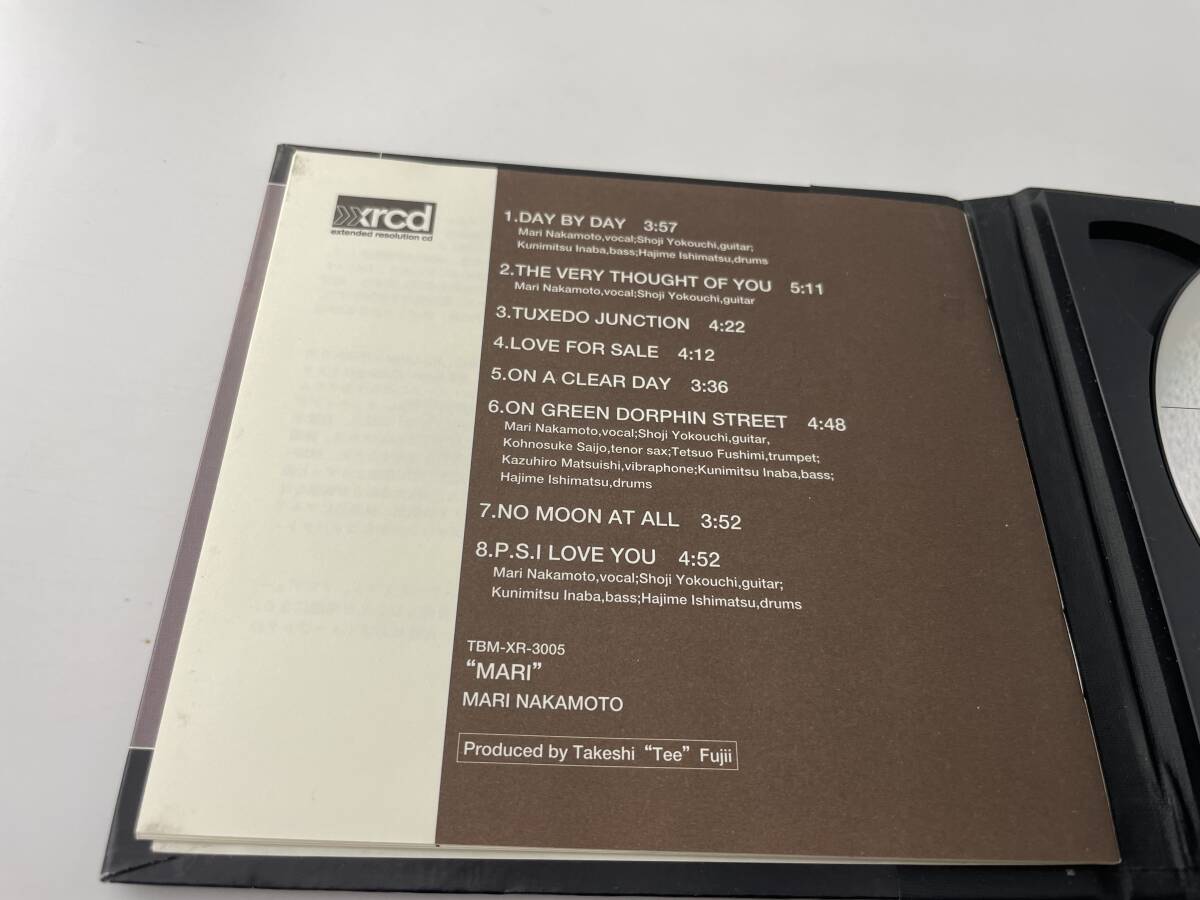 xrcd
extended resolution cd
1.DAY BY DAY 3:57
Mari Nakamoto,vocal;Shoji Yokouchi,guitar;
Kunimitsu Inaba,bass;Hajime Ishimatsu,drums
2.THE VERY THOUGHT OF YOU 5:11
Mari Nakamoto,vocal;Shoji Yokouchi,guitar
3.TUXEDO JUNCTION 4:22
4.LOVE FOR SALE 4:12
5.ON A CLEAR DAY 3:36
6.ON GREEN DORPHIN STREET 4:48
Mari Nakamoto,vocal;Shoji Yokouchi,guitar,
Kohnosuke Saijo,tenor sax;Tetsuo Fushimi,trumpet;
Kazuhiro Matsuishi,vibraphone;Kunimitsu Inaba,bass;
Hajime Ishimatsu,drums
7.NO MOON AT ALL 3:52
8.P.S.I LOVE YOU 4:52
Mari Nakamoto,vocal;Shoji Yokouchi,guitar;
Kunimitsu Inaba,bass;Hajime Ishimatsu,drums
TBM-XR-3005
“MARI”
MARI NAKAMOTO
Produced by Takeshi “Tee” Fujii